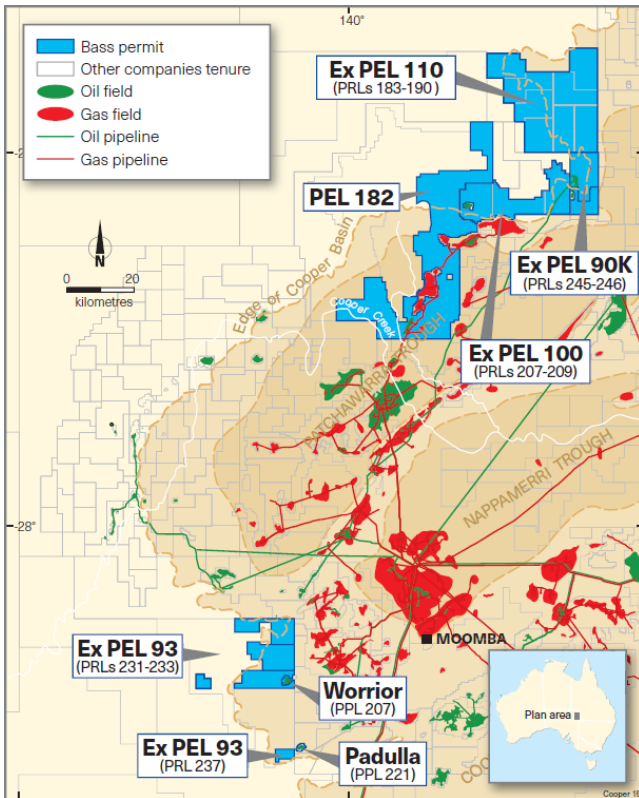 140°
Bass permit
Other companies tenure
Oil field
Gas field
Oil pipeline
Gas pipeline
Ex PEL 110
(PRLs 183-190)
PEL 182
N
0 20
kilometres
Edge of Cooper Basin
Ex PEL 90K
(PRLs 245-246)
Cooper Creek
Ex PEL 100
(PRLs 207-209)
PATCHAWARRA TROUGH
NAPPAMERRI TROUGH
-28°
MOOMBA
Ex PEL 93
(PRLs 231-233)
Worrior
(PPL 207)
Plan area
Ex PEL 93
(PRL 237)
Padulla
(PPL 221)